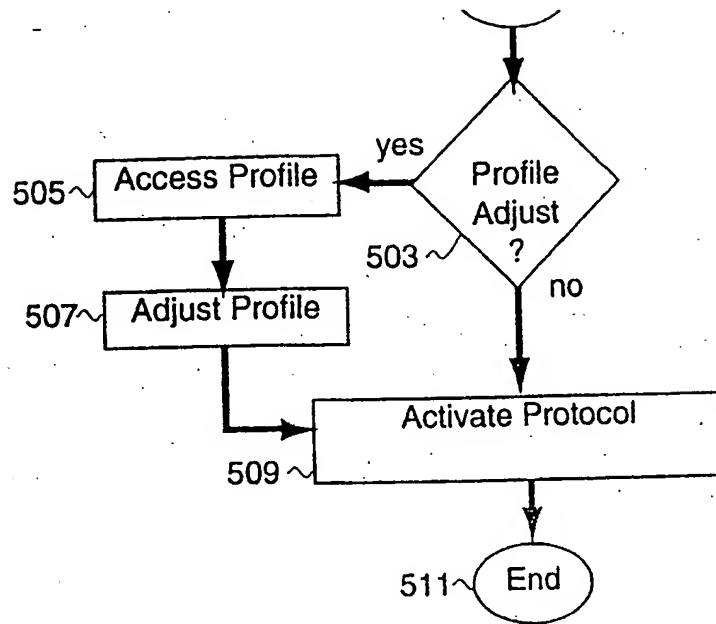 yes
505
Access Profile
Profile
Adjust
?
503
no
507
Adjust Profile
Activate Protocol
509
511
End